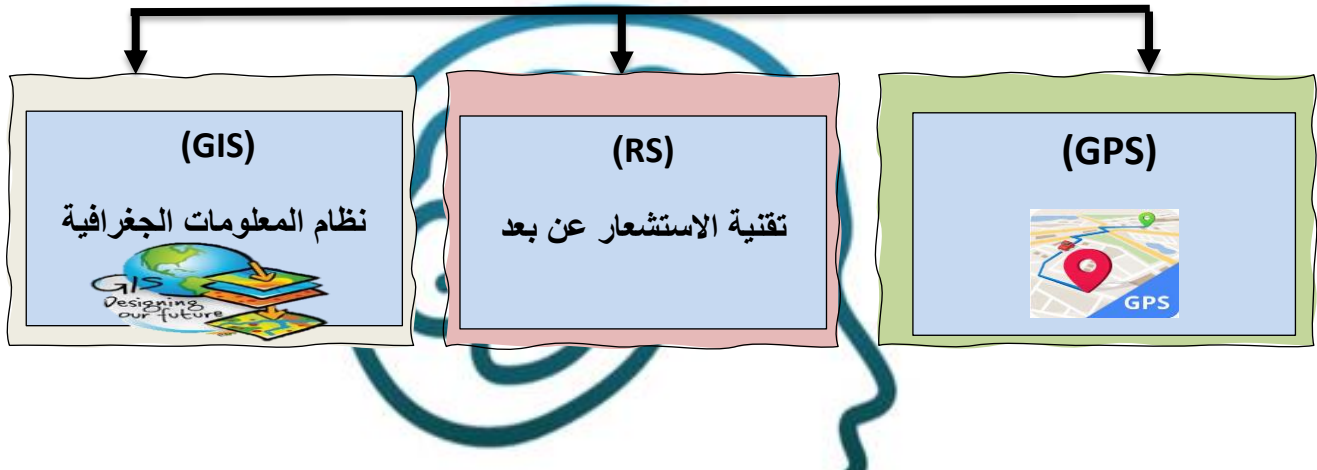 (GIS)
نظام المعلومات الجغرافية
GIS
Designing
our future
(RS)
تقنية الاستشعار عن بعد
(GPS)
GPS